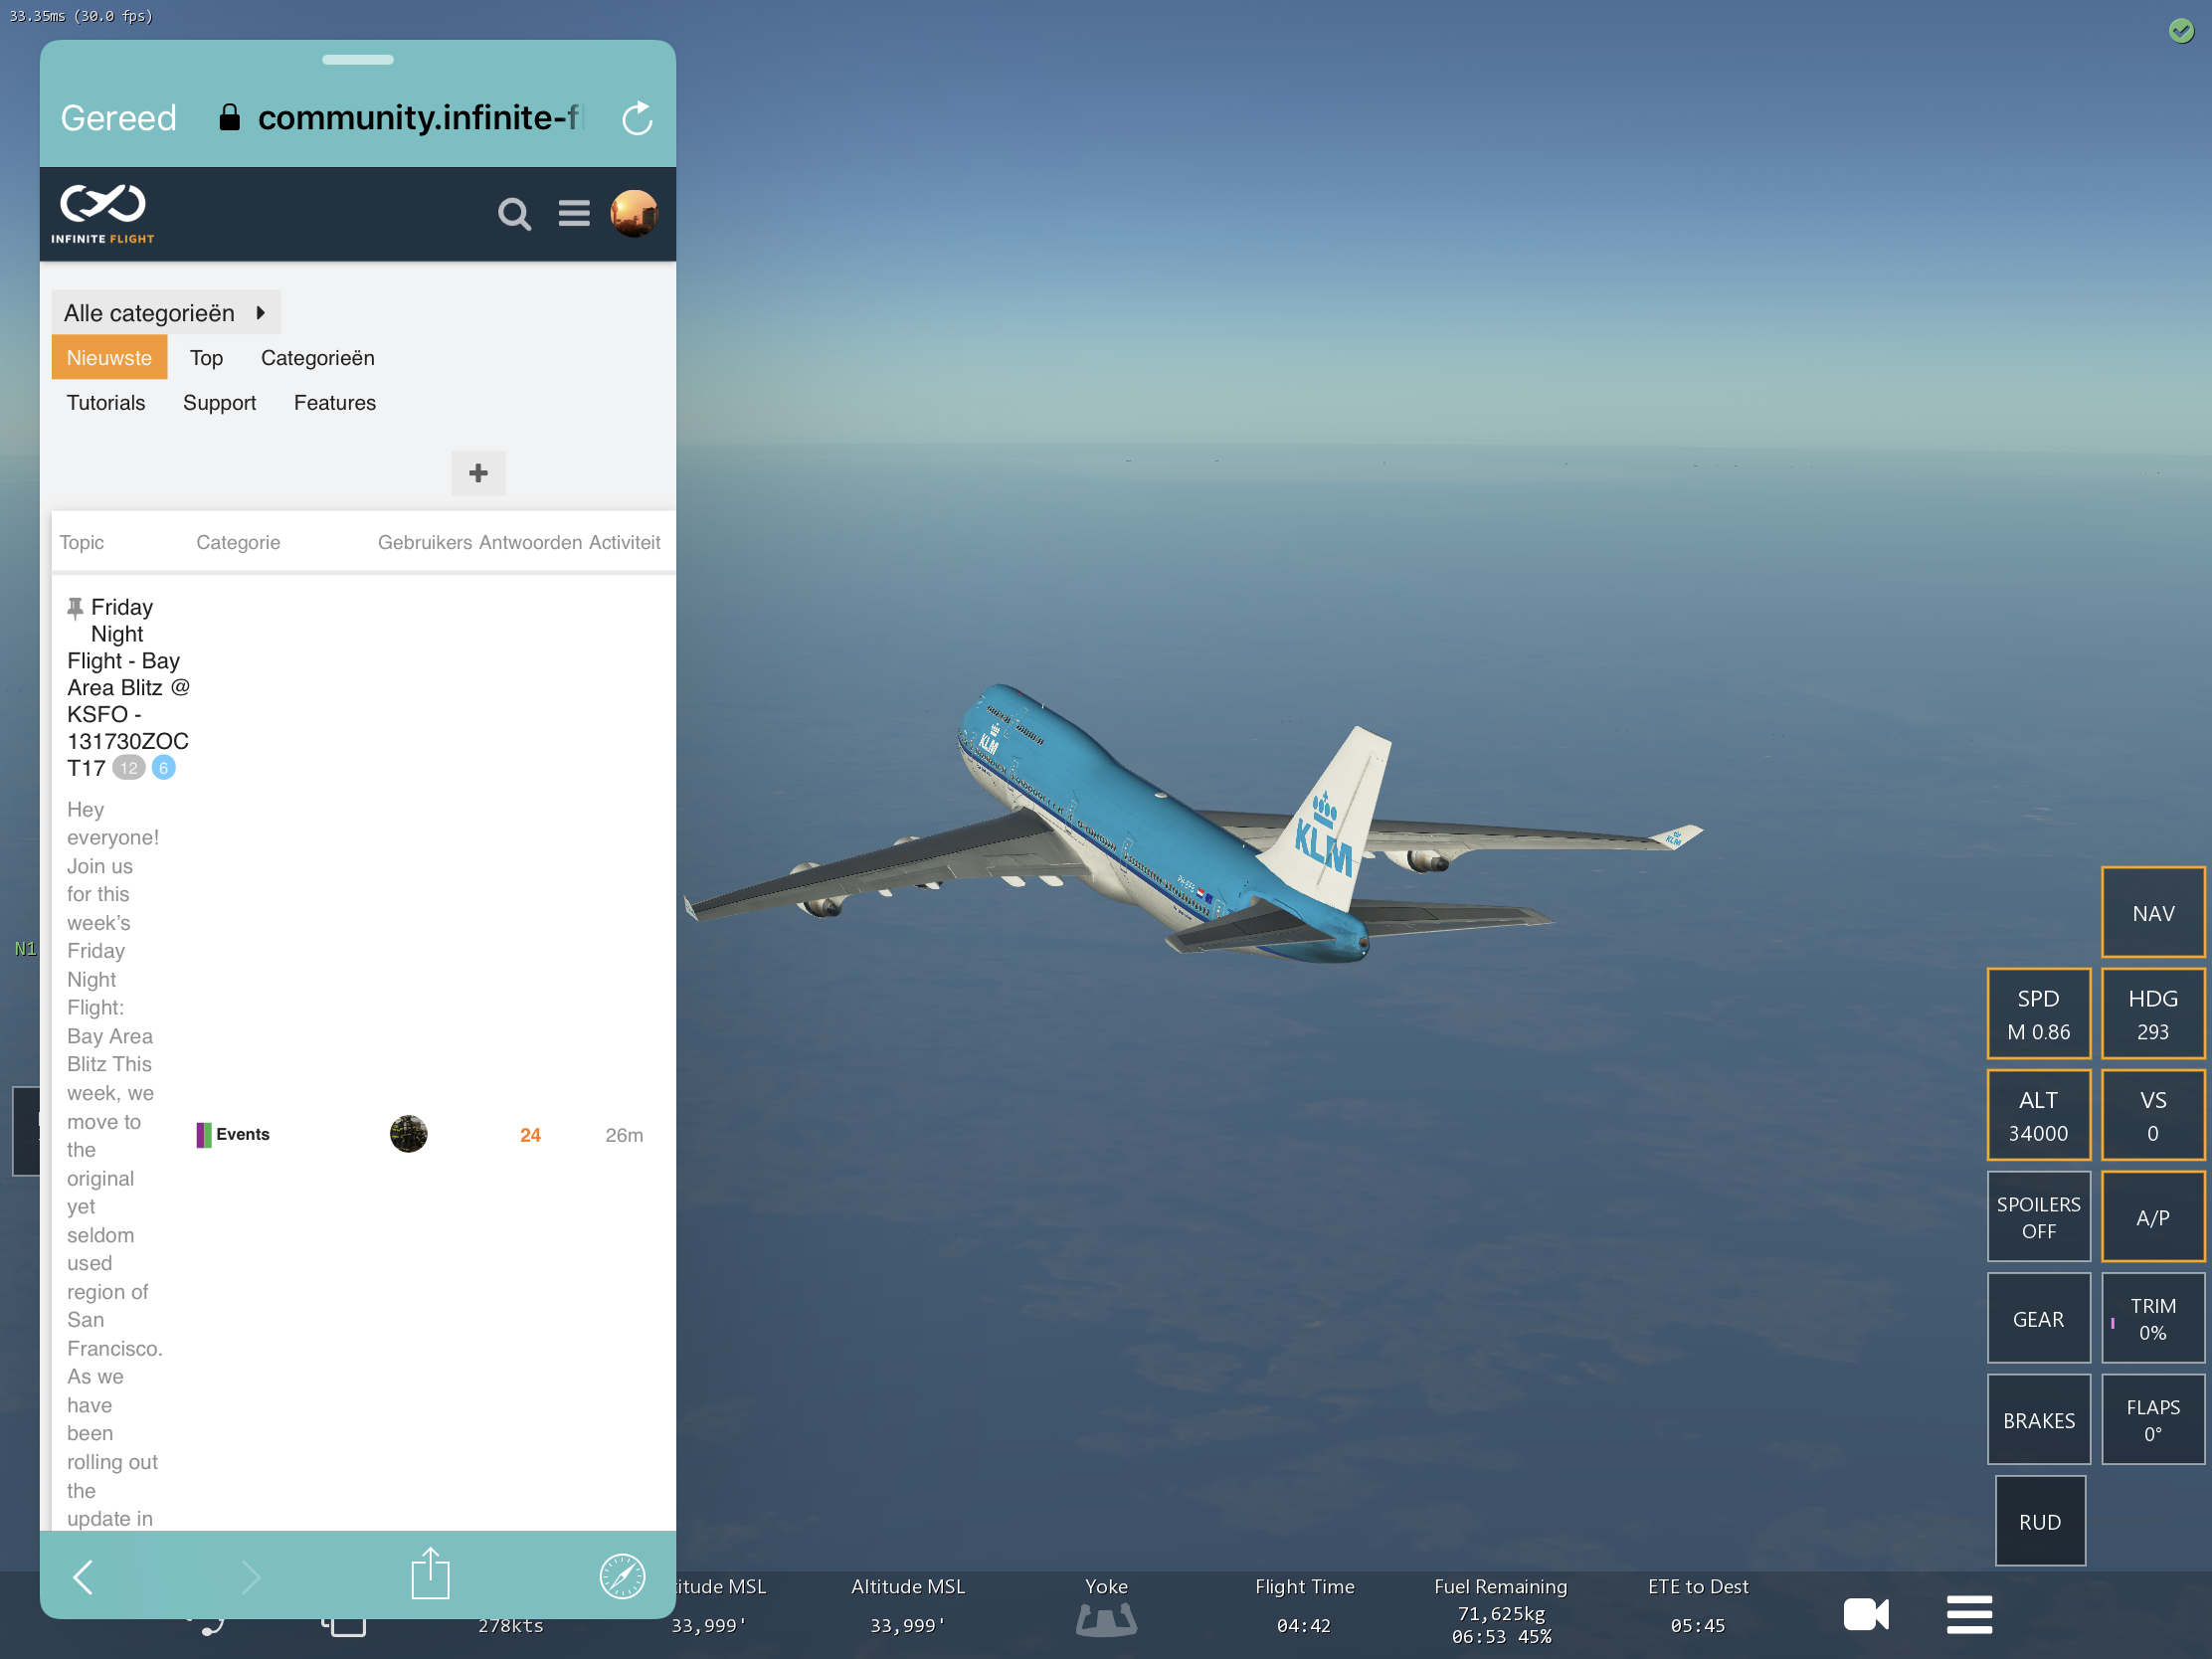 33.35ms (30.0 fps)
Gereed
community.infinite-fl
INFINITE FLIGHT
Alle categorieën
Nieuwste Top Categorieën
Tutorials Support Features
Topic Categorie Gebruikers Antwoorden Activiteit
Friday
Night
Flight - Bay
Area Blitz @
KSFO -
131730ZOC
T17 12 6
Hey
everyone!
Join us
for this
week’s
Friday
Night
Flight:
Bay Area
Blitz This
week, we
move to
the
original
yet
seldom
used
region of
San
Francisco.
As we
have
been
rolling out
the
update in
Events 24 26m
N1
KLM
KLM
KLM
NAV
SPD
M 0.86
HDG
293
ALT
34000
VS
0
SPOILERS
OFF
A/P
GEAR
TRIM
0%
BRAKES
FLAPS
0°
RUD
278kts
titude MSL
33,999'
Altitude MSL
33,999'
Yoke
Flight Time
04:42
Fuel Remaining
71,625kg
06:53 45%
ETE to Dest
05:45